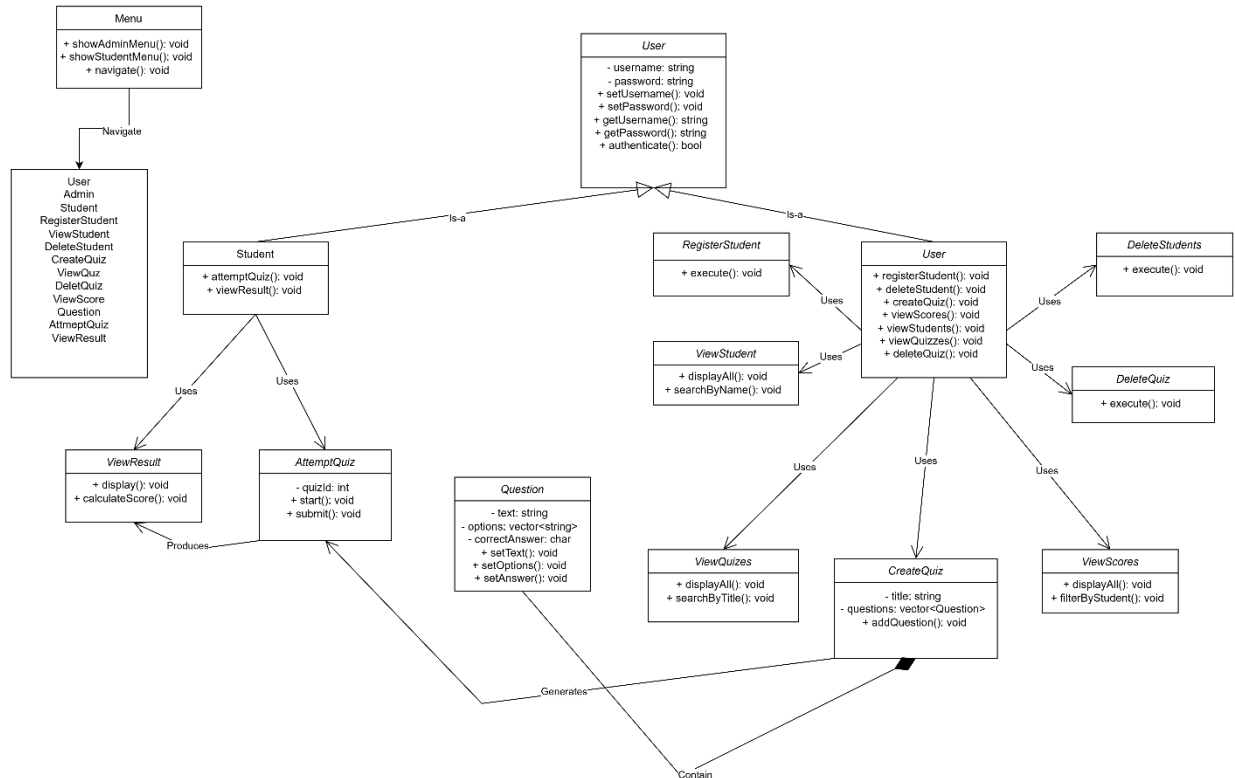 Menu
+ showAdminMenu(): void
+ showStudentMenu(): void
+ navigate(): void
Navigate
User
Admin
Student
RegisterStudent
ViewStudent
DeleteStudent
CreateQuiz
ViewQuz
DeletQuiz
ViewScore
Question
AttmeptQuiz
ViewResult
User
- username: string
- password: string
+ setUsername(): void
+ setPassword(): void
+ getUsername(): string
+ getPassword(): string
+ authenticate(): bool
Is-a
Is-a
Student
+ attemptQuiz(): void
+ viewResult(): void
RegisterStudent
+ execute(): void
User
+ registerStudent(): void
+ deleteStudent(): void
+ createQuiz(): void
+ viewScores(): void
+ viewStudents(): void
+ viewQuizzes(): void
+ deleteQuiz(): void
DeleteStudents
+ execute(): void
Uses
Uses
ViewStudent
+ displayAll(): void
+ searchByName(): void
Uses
Uses
DeleteQuiz
+ execute(): void
Uses
Uses
ViewResult
+ display(): void
+ calculateScore(): void
AttemptQuiz
- quizId: int
+ start(): void
+ submit(): void
Produces
Question
- text: string
- options: vector<string>
- correctAnswer: char
+ setText(): void
+ setOptions(): void
+ setAnswer(): void
Uses
Uses
Uses
ViewQuizes
+ displayAll(): void
+ searchByTitle(): void
CreateQuiz
- title: string
- questions: vector<Question>
+ addQuestion(): void
ViewScores
+ displayAll(): void
+ filterByStudent(): void
Generates
Contain